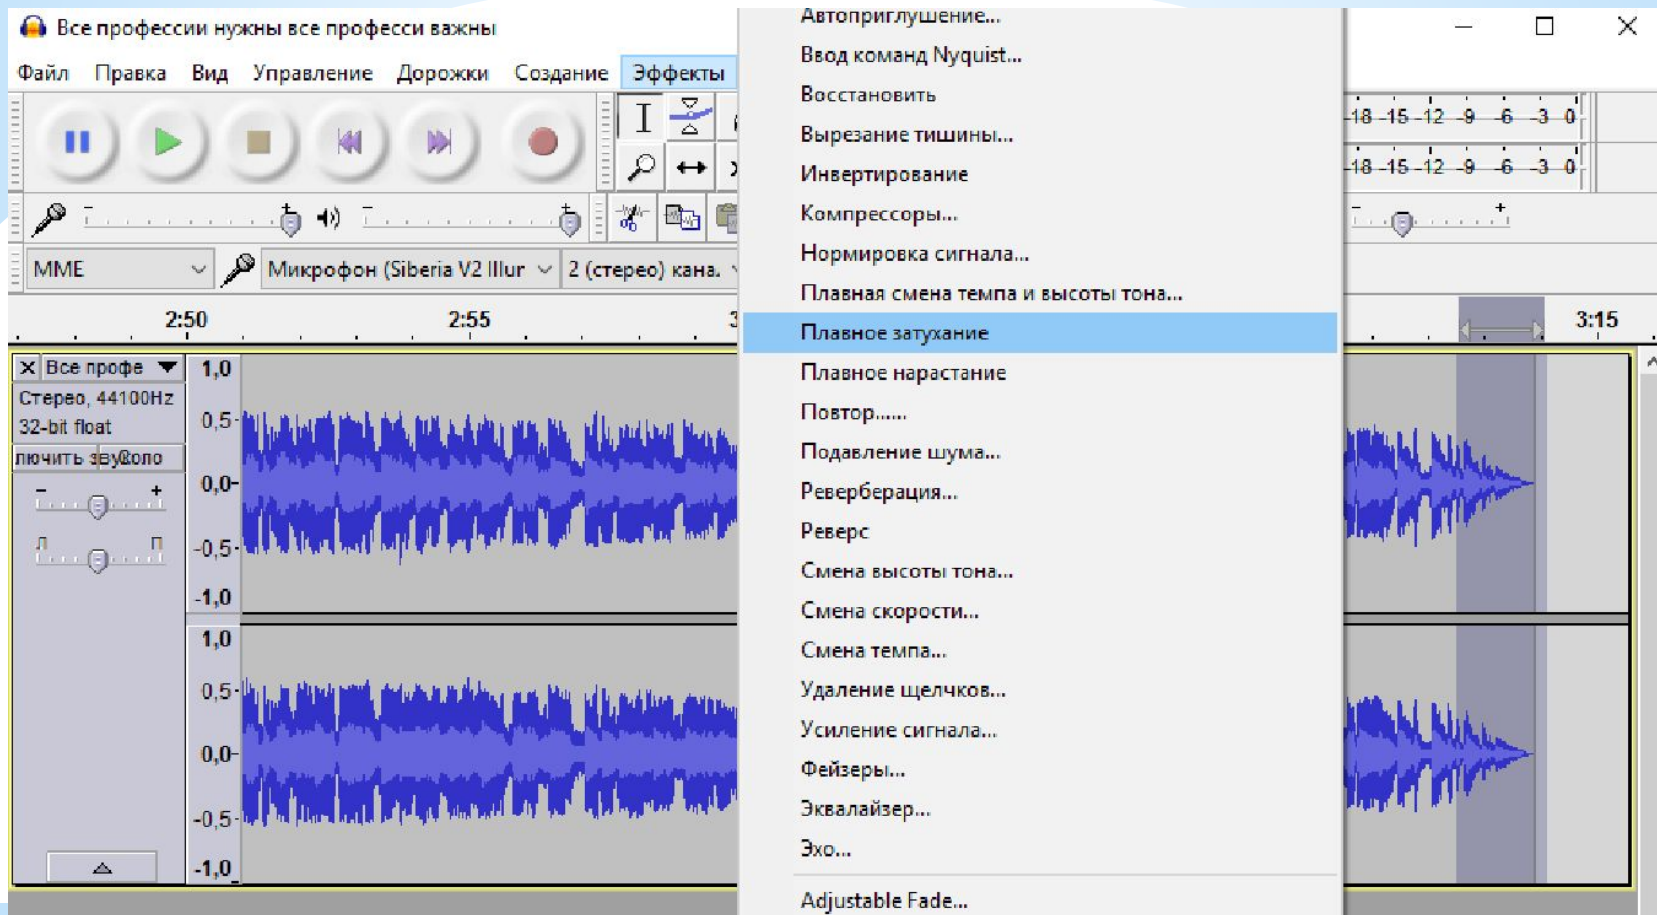 Все профессии нужны все професси важны
Файл Правка Вид Управление Дорожки Создание Эффекты
Автоприглушение...
Ввод команд Nyquist...
Восстановить
Вырезание тишины...
Инвертирование
Компрессоры...
Нормировка сигнала...
Плавная смена темпа и высоты тона...
Плавное затухание
Плавное нарастание
Повтор......
Подавление шума...
Реверберация...
Реверс
Смена высоты тона...
Смена скорости...
Смена темпа...
Удаление щелчков...
Усиление сигнала...
Фейзеры...
Эквалайзер...
Эхо...
Adjustable Fade...
-18 -15 -12 -9 -6 -3 0
-18 -15 -12 -9 -6 -3 0
MME Микрофон (Siberia V2 Illur 2 (стерео) кана.
2:50 2:55 3:15
X Все профе
Стерео, 44100Hz
32-bit float
лючить зву Соло
- +
Л П
1,0
0,5
0,0
-0,5
-1,0
1,0
0,5
0,0
-0,5
-1,0